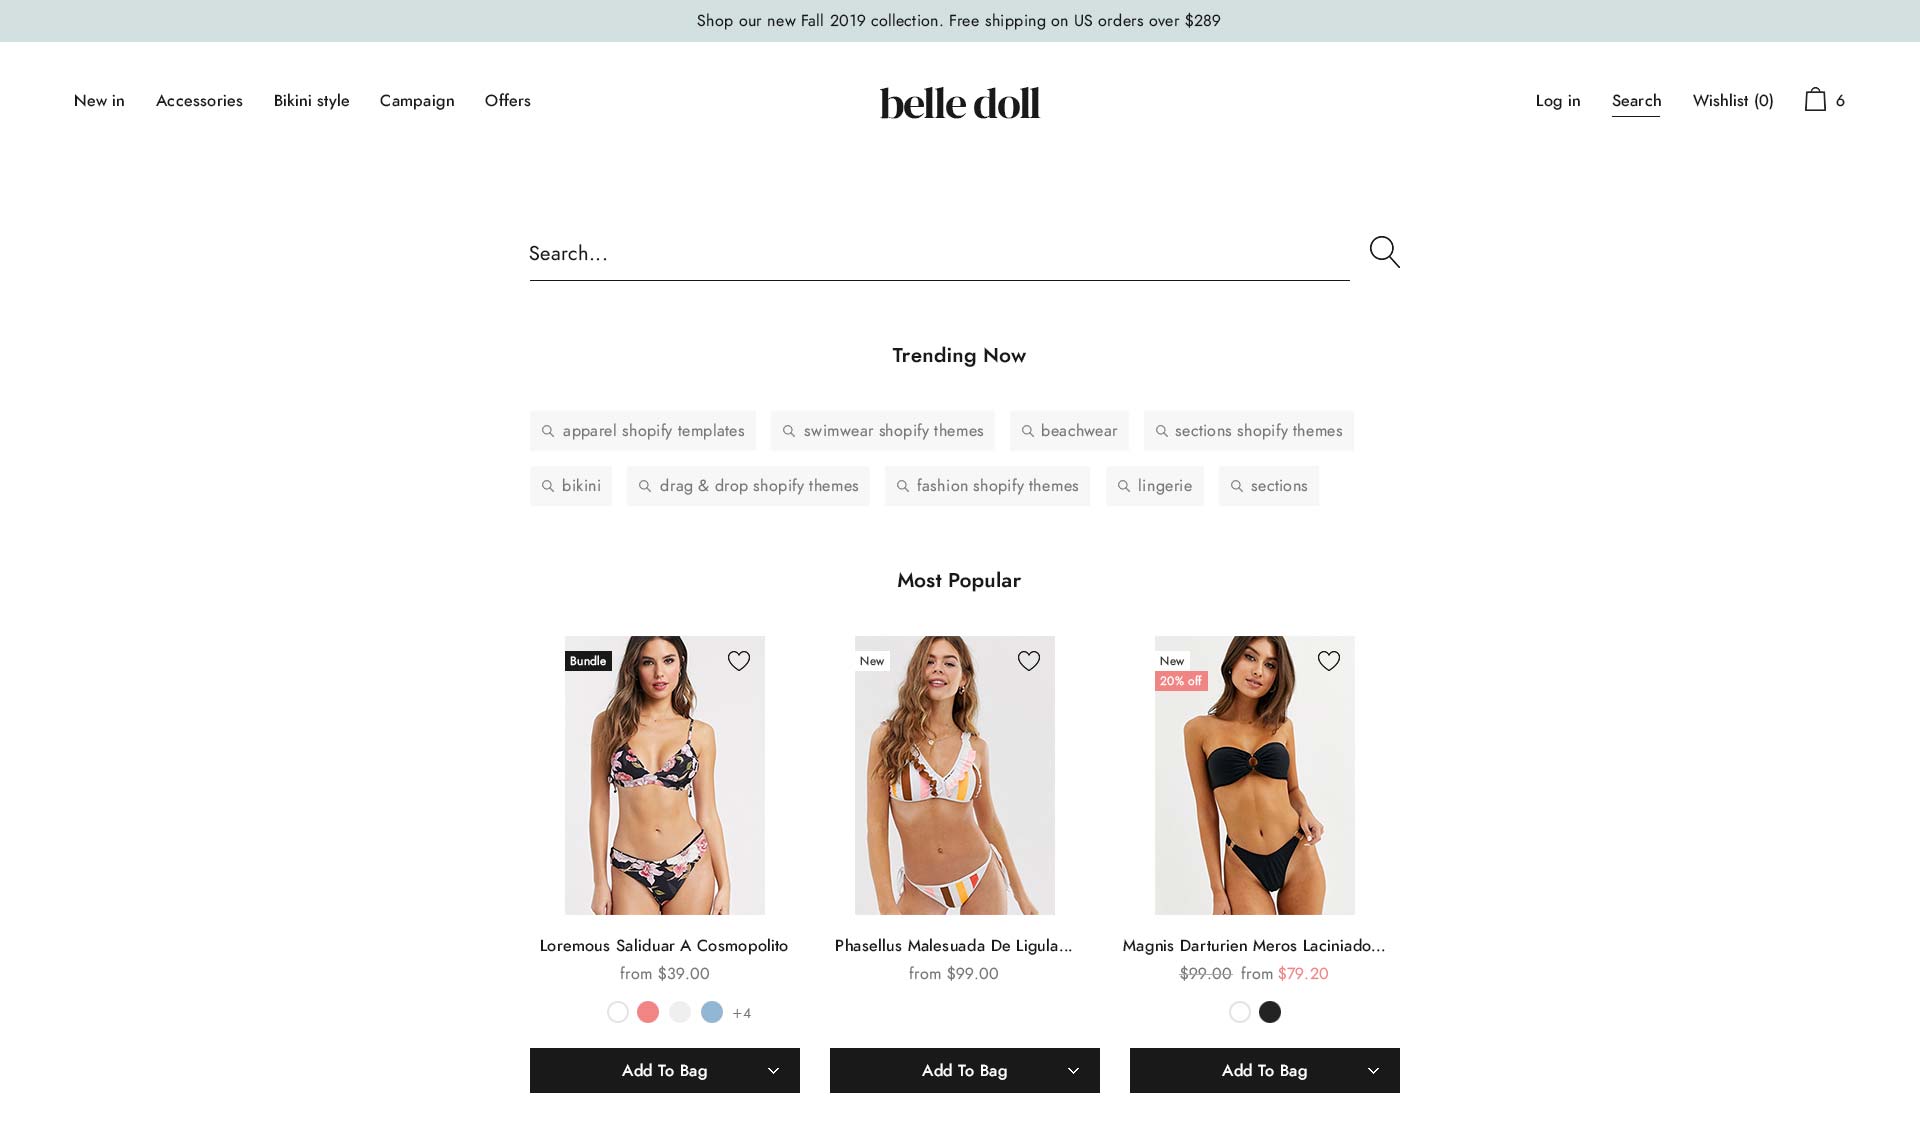 Shop our new Fall 2019 collection. Free shipping on US orders over $289
New in Accessories Bikini style Campaign Offers belle doll Log in Search Wishlist (0) 6
Search...
Trending Now
apparel shopify templates swimwear shopify themes beachwear sections shopify themes
bikini drag & drop shopify themes fashion shopify themes lingerie sections
Most Popular
Bundle New New
20% off
Loremous Saliduar A Cosmopolito Phasellus Malesuada De Ligula... Magnis Darturien Meros Laciniado...
from $39.00 from $99.00 $99.00 from $79.20
+4
Add To Bag Add To Bag Add To Bag